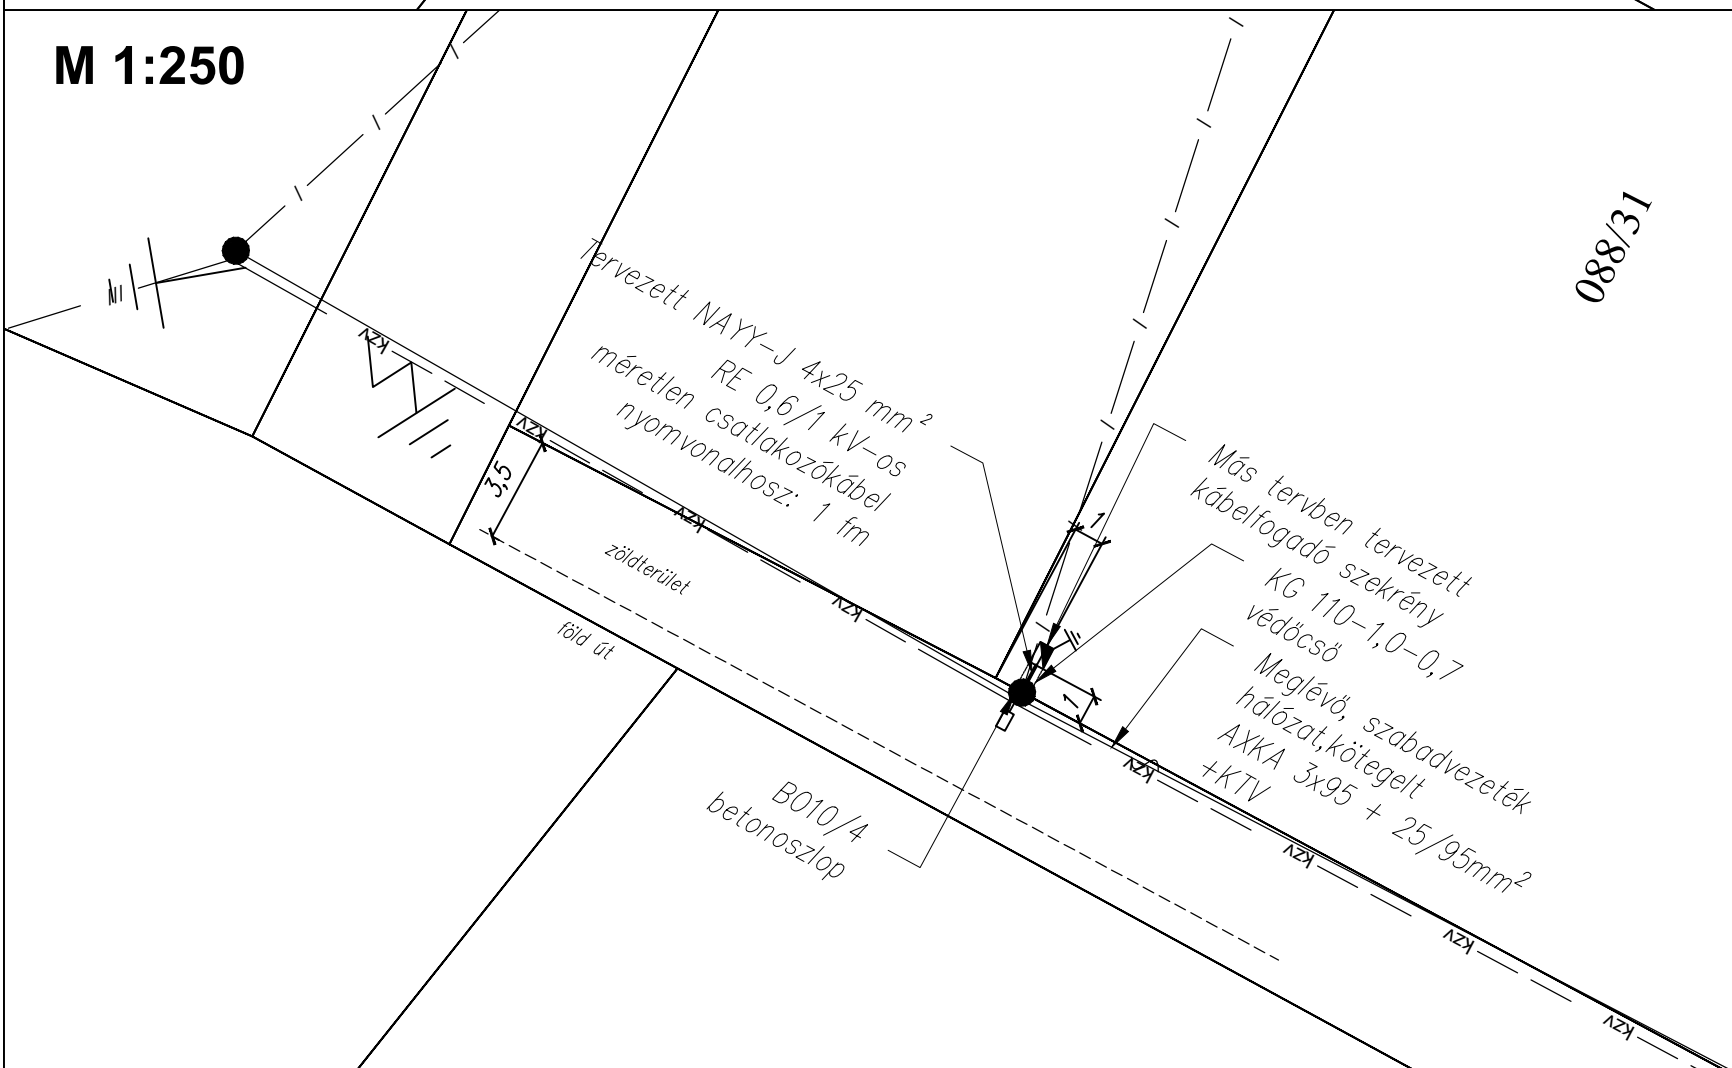 M 1:250
088/31
Tervezett NAYY-J 4x25 mm²
RE 0,6/1 kV-os
méretlen csatlakozókábel
nyomvonalhosz: 1 fm
Más tervben tervezett
kábelfogadó szekrény
KG 110-1,0-0,7
védőcső
Meglévő, szabadvezeték
hálózat,kötegelt
AXKA 3x95 + 25/95mm²
+KTV
kzv
kzv
3,5
kzv
kzv
zöldterület
föld út
1
1
B010/4
betonoszlop
kzv
kzv
kzv
kzv